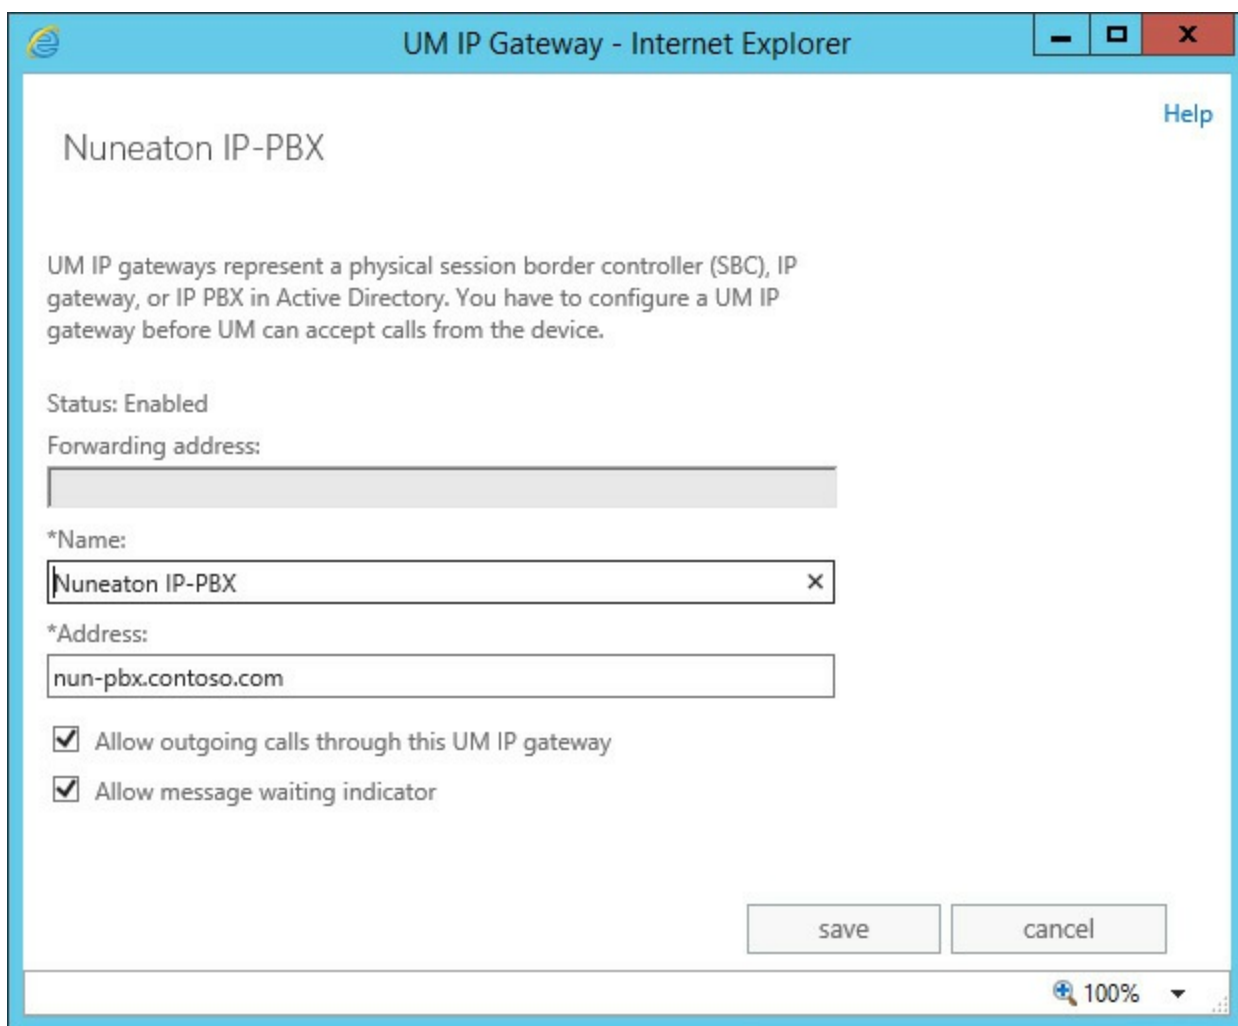 UM IP Gateway - Internet Explorer
Help
Nuneaton IP-PBX
UM IP gateways represent a physical session border controller (SBC), IP
gateway, or IP PBX in Active Directory. You have to configure a UM IP
gateway before UM can accept calls from the device.
Status: Enabled
Forwarding address:
*Name:
Nuneaton IP-PBX
*Address:
nun-pbx.contoso.com
Allow outgoing calls through this UM IP gateway
Allow message waiting indicator
save cancel
100%